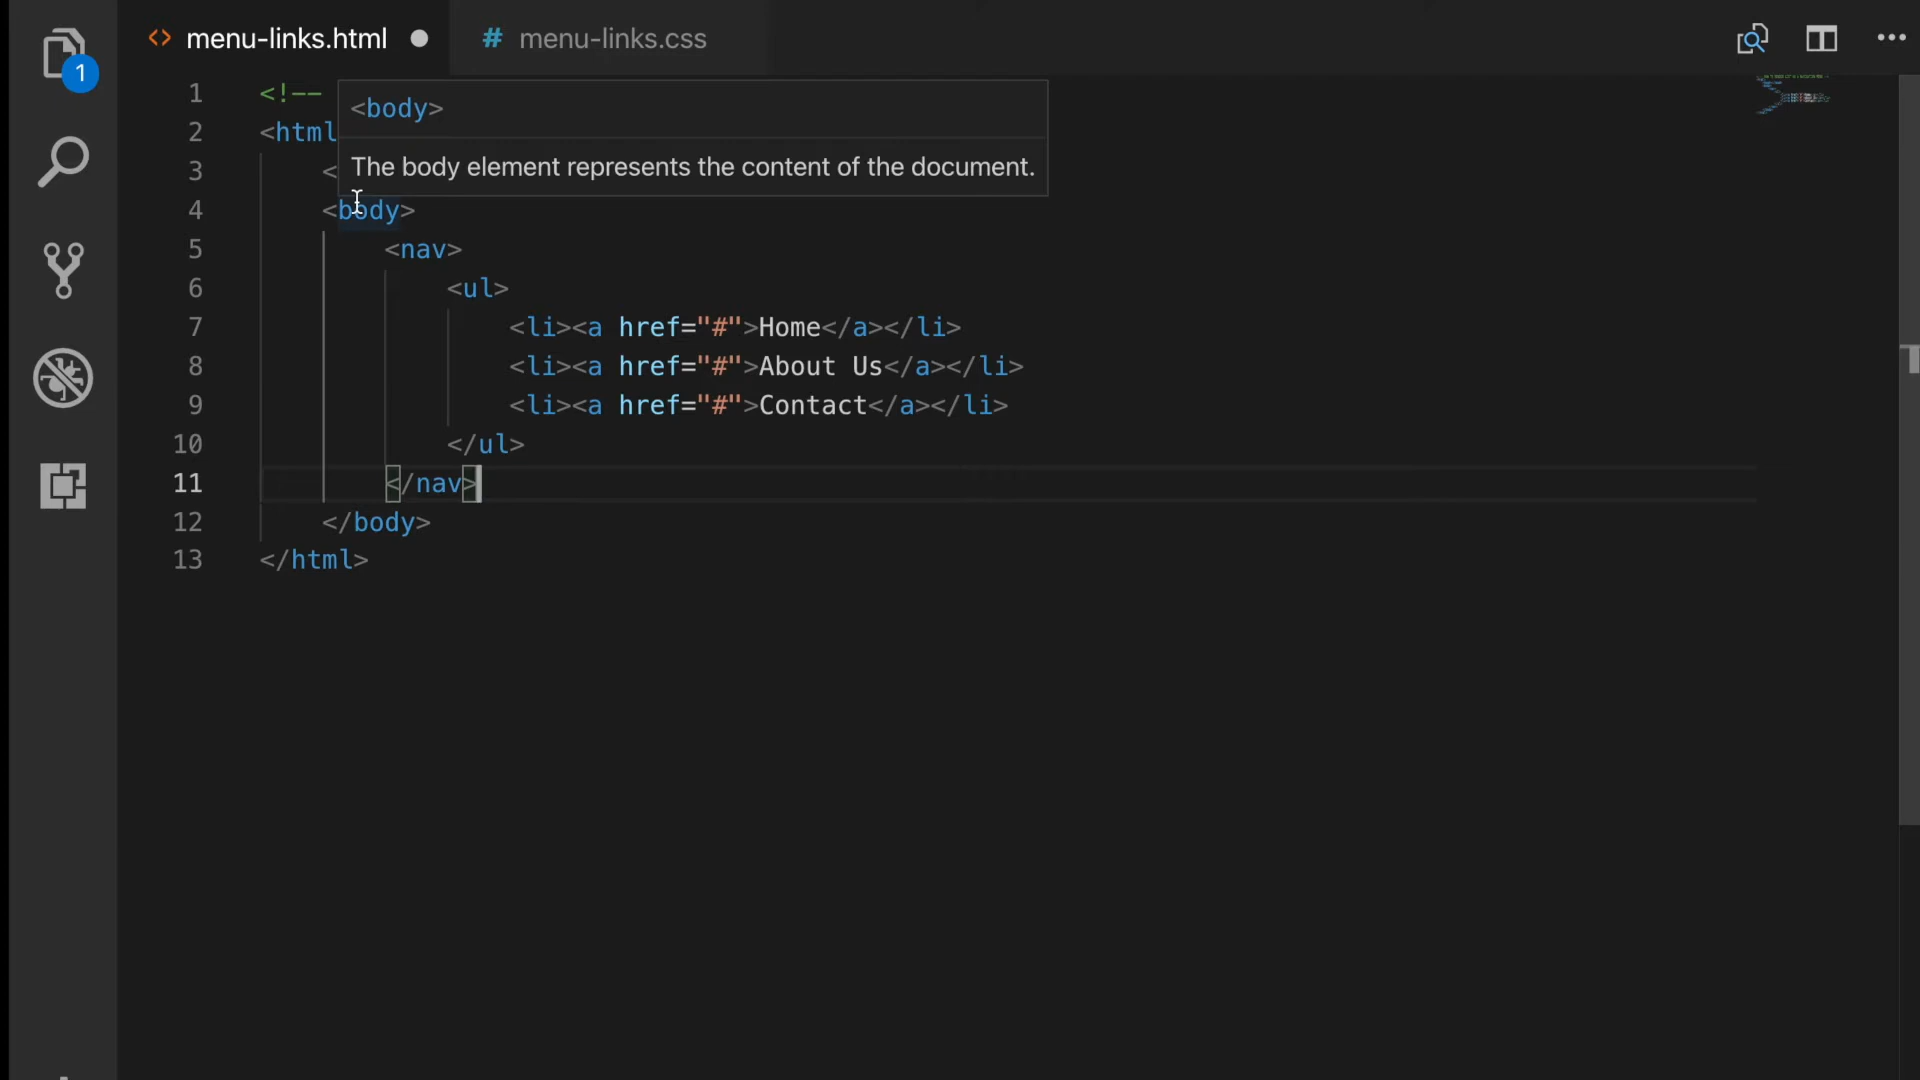 1
<> menu-links.html ● # menu-links.css •••
1 <!--
2 <html
3 <
<body>
The body element represents the content of the document.
4 <body>
5 <nav>
6 <ul>
7 <li><a href="#">Home</a></li>
8 <li><a href="#">About Us</a></li>
9 <li><a href="#">Contact</a></li>
10 </ul>
11 </nav>
12 </body>
13 </html>